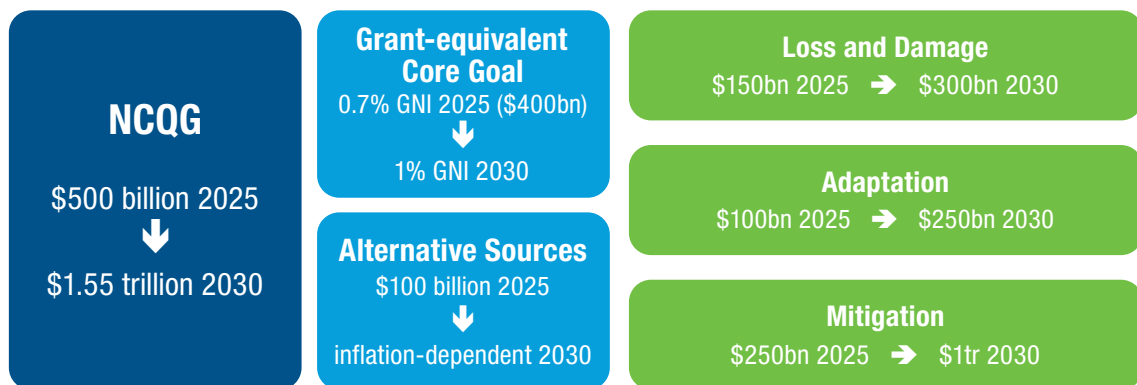 NCQG
$500 billion 2025
🡫
$1.55 trillion 2030
Grant-equivalent
Core Goal
0.7% GNI 2025 ($400bn)
🡫
1% GNI 2030
Alternative Sources
$100 billion 2025
🡫
inflation-dependent 2030
Loss and Damage
$150bn 2025 ➔ $300bn 2030
Adaptation
$100bn 2025 ➔ $250bn 2030
Mitigation
$250bn 2025 ➔ $1tr 2030